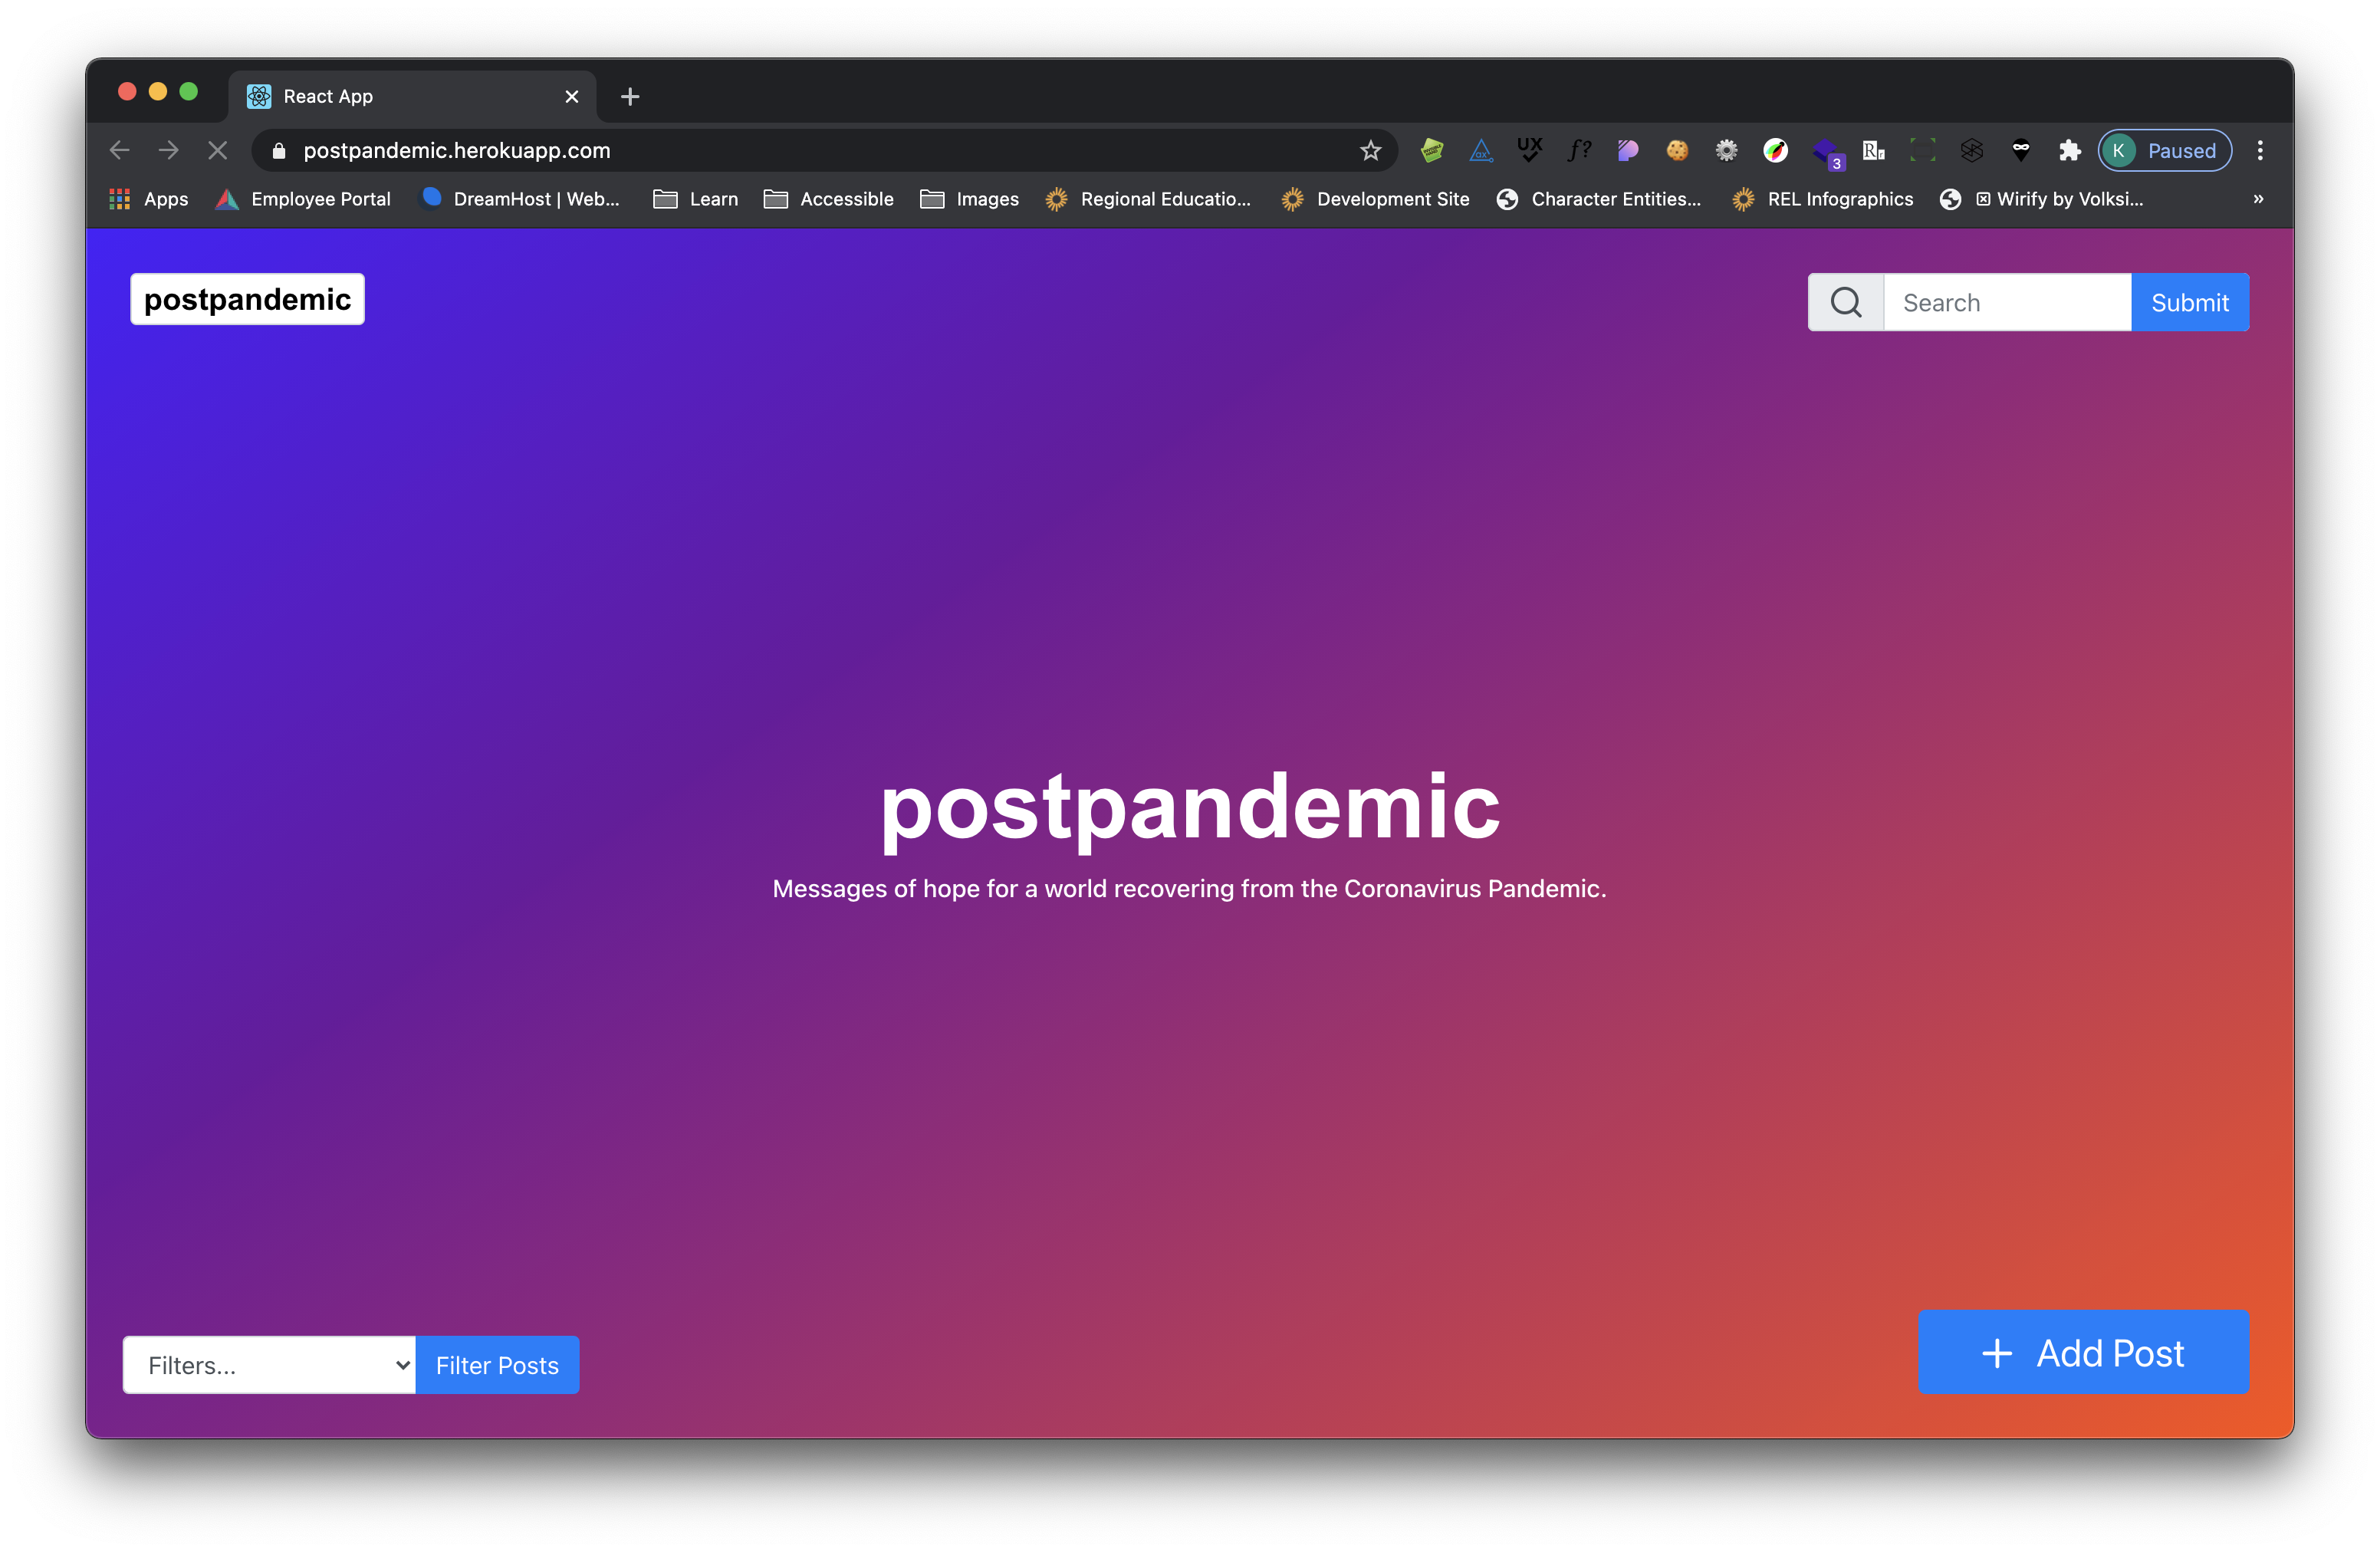 React App
postpandemic.herokuapp.com
UX
f?
3
K Paused
Apps Employee Portal DreamHost | Web... Learn Accessible Images Regional Educatio... Development Site Character Entities... REL Infographics Wirify by Volksi... »
postpandemic
Search Submit
postpandemic
Messages of hope for a world recovering from the Coronavirus Pandemic.
Filters... Filter Posts
+ Add Post